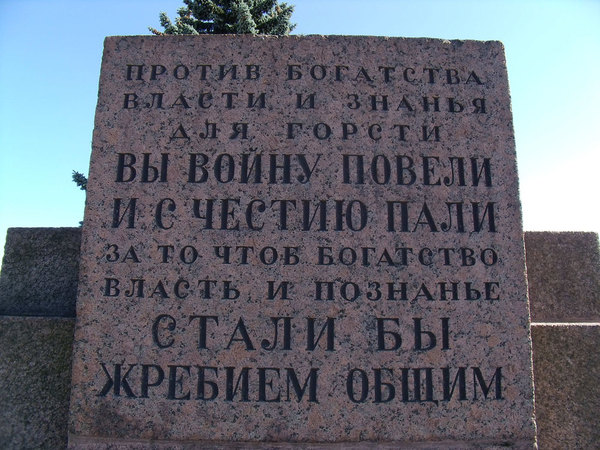 ПРОТИВ БОГАТСТВА
ВЛАСТИ И ЗНАНЬЯ
ДЛЯ ГОРСТИ
ВЫ ВОЙНУ ПОВЕЛИ
И С ЧЕСТИЮ ПАЛИ
ЗА ТО ЧТОБ БОГАТСТВО
ВЛАСТЬ И ПОЗНАНЬЕ
СТАЛИ БЫ
ЖРЕБИЕМ ОБЩИМ